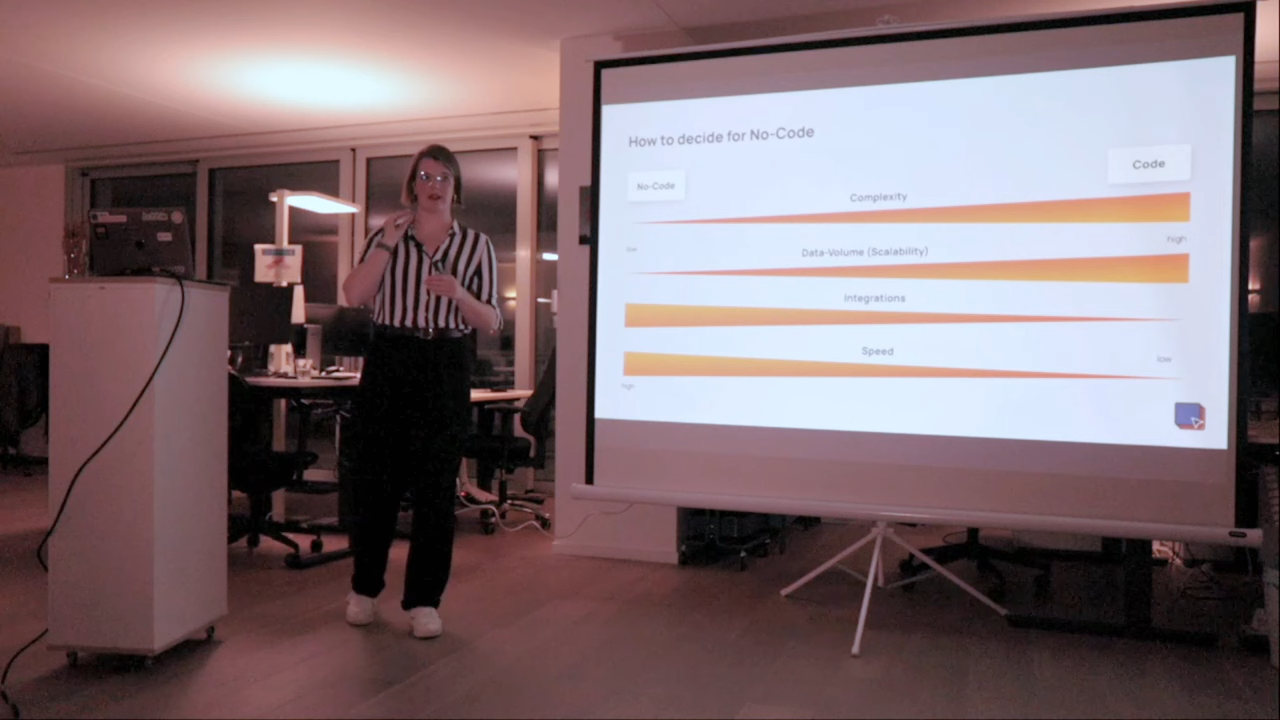 How to decide for No-Code
No-Code
Code
Complexity
low
high
Data-Volume (Scalability)
Integrations
Speed
low
high